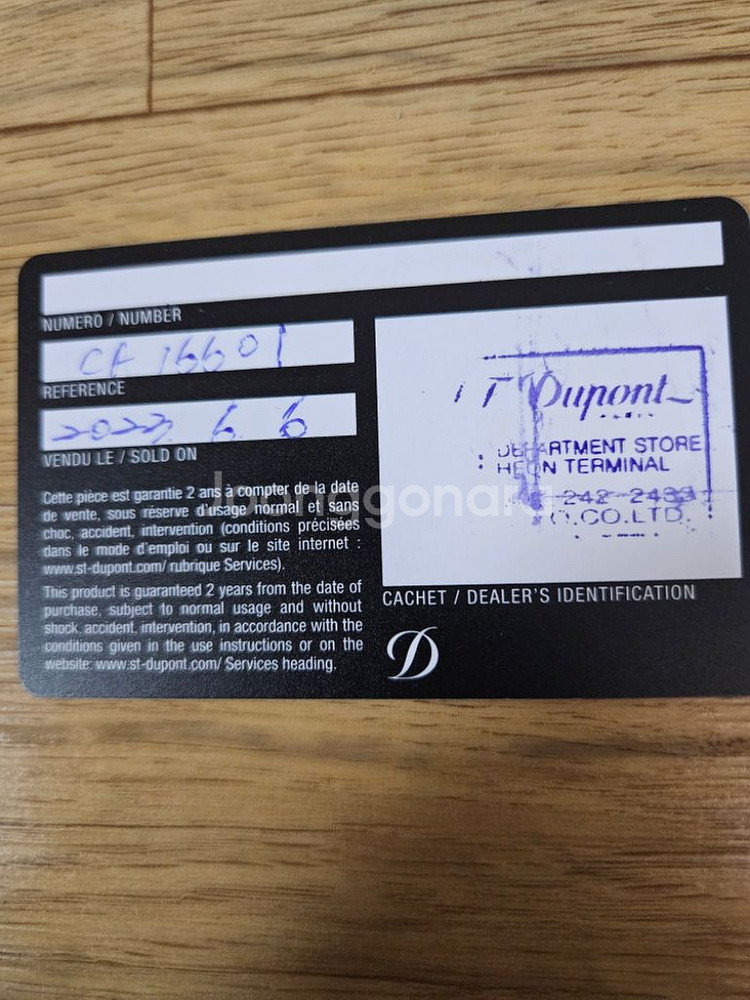 NUMERO / NUMBER
CF 16601
REFERENCE
2023. 6. 6
VENDU LE / SOLD ON
Cette pièce est garantie 2 ans à compter de la date
de vente, sous réserve d'usage normal et sans
choc, accident, intervention (conditions précisées
dans le mode d'emploi ou sur le site internet :
www.st-dupont.com/ rubrique Services).
This product is guaranteed 2 years from the date of
purchase, subject to normal usage and without
shock, accident, intervention, in accordance with the
conditions given in the use instructions or on the
website: www.st-dupont.com/ Services heading.
T Dupont
DEPARTMENT STORE
HEON TERMINAL
242-2433
O.CO.LTD.
CACHET / DEALER'S IDENTIFICATION
D
joongonara